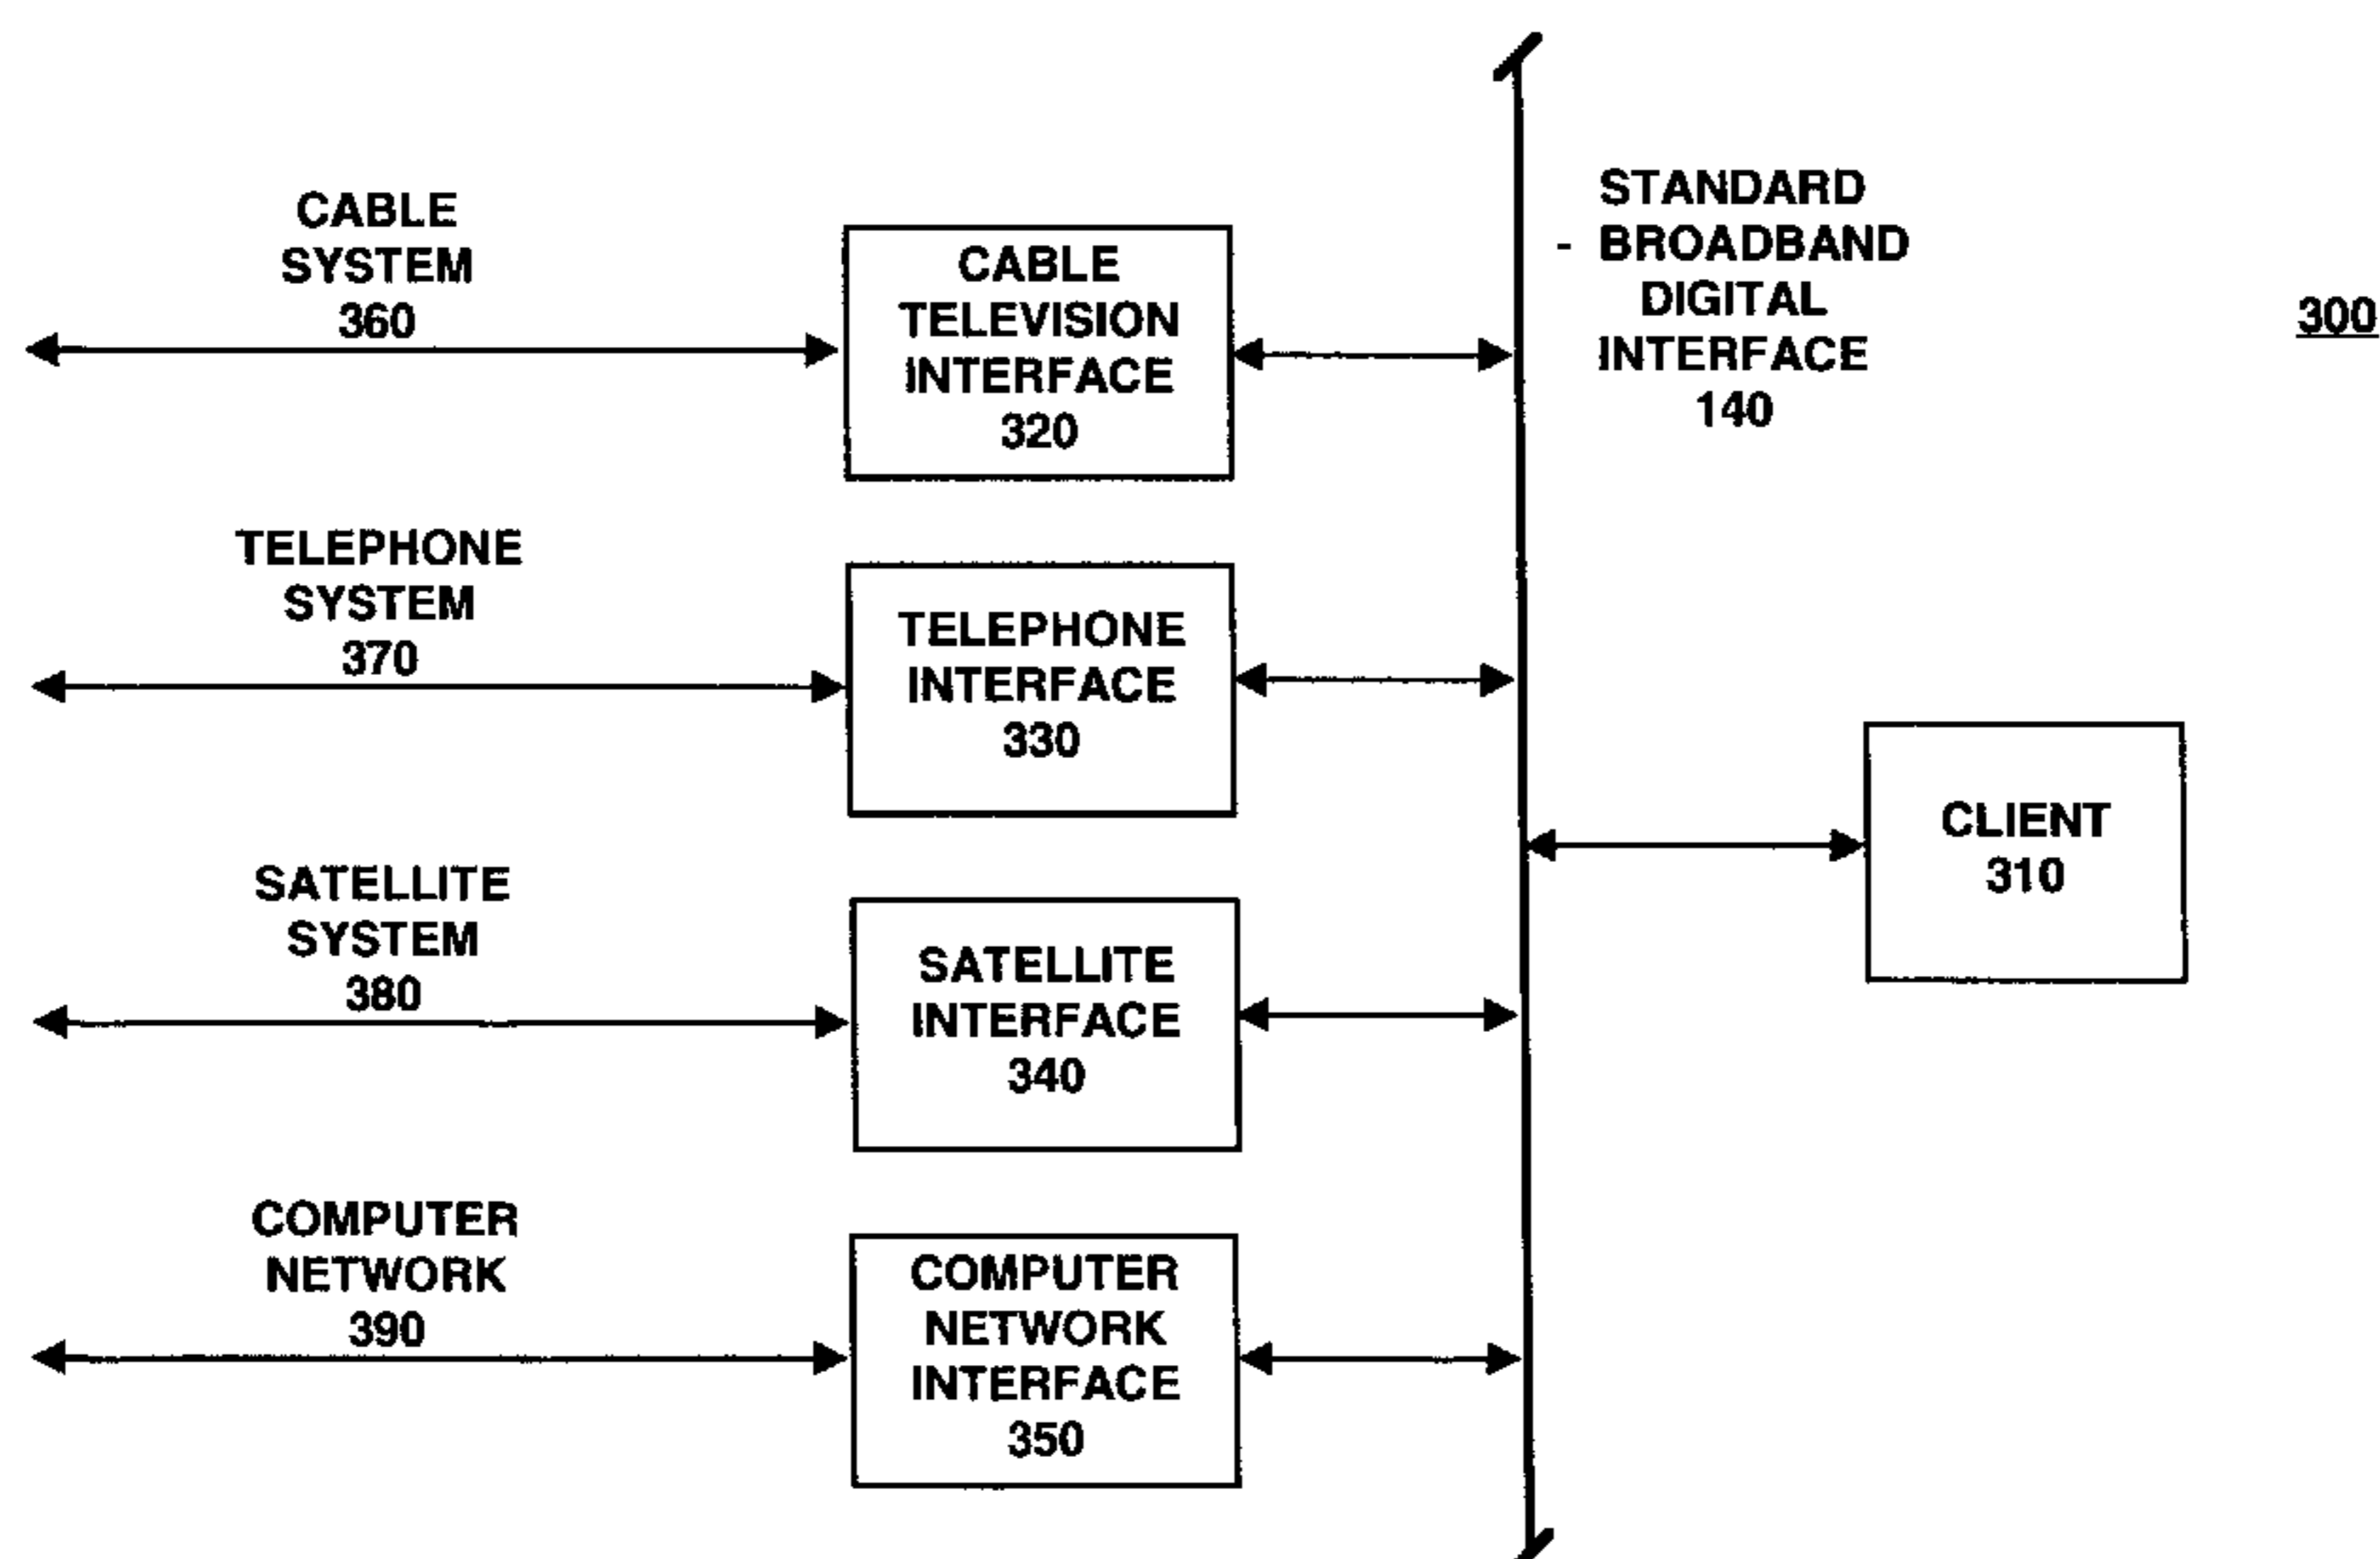 CABLE
SYSTEM
360
CABLE
TELEVISION
INTERFACE
320
STANDARD
- BROADBAND
DIGITAL
INTERFACE
140
300
TELEPHONE
SYSTEM
370
TELEPHONE
INTERFACE
330
CLIENT
310
SATELLITE
SYSTEM
380
SATELLITE
INTERFACE
340
COMPUTER
NETWORK
390
COMPUTER
NETWORK
INTERFACE
350